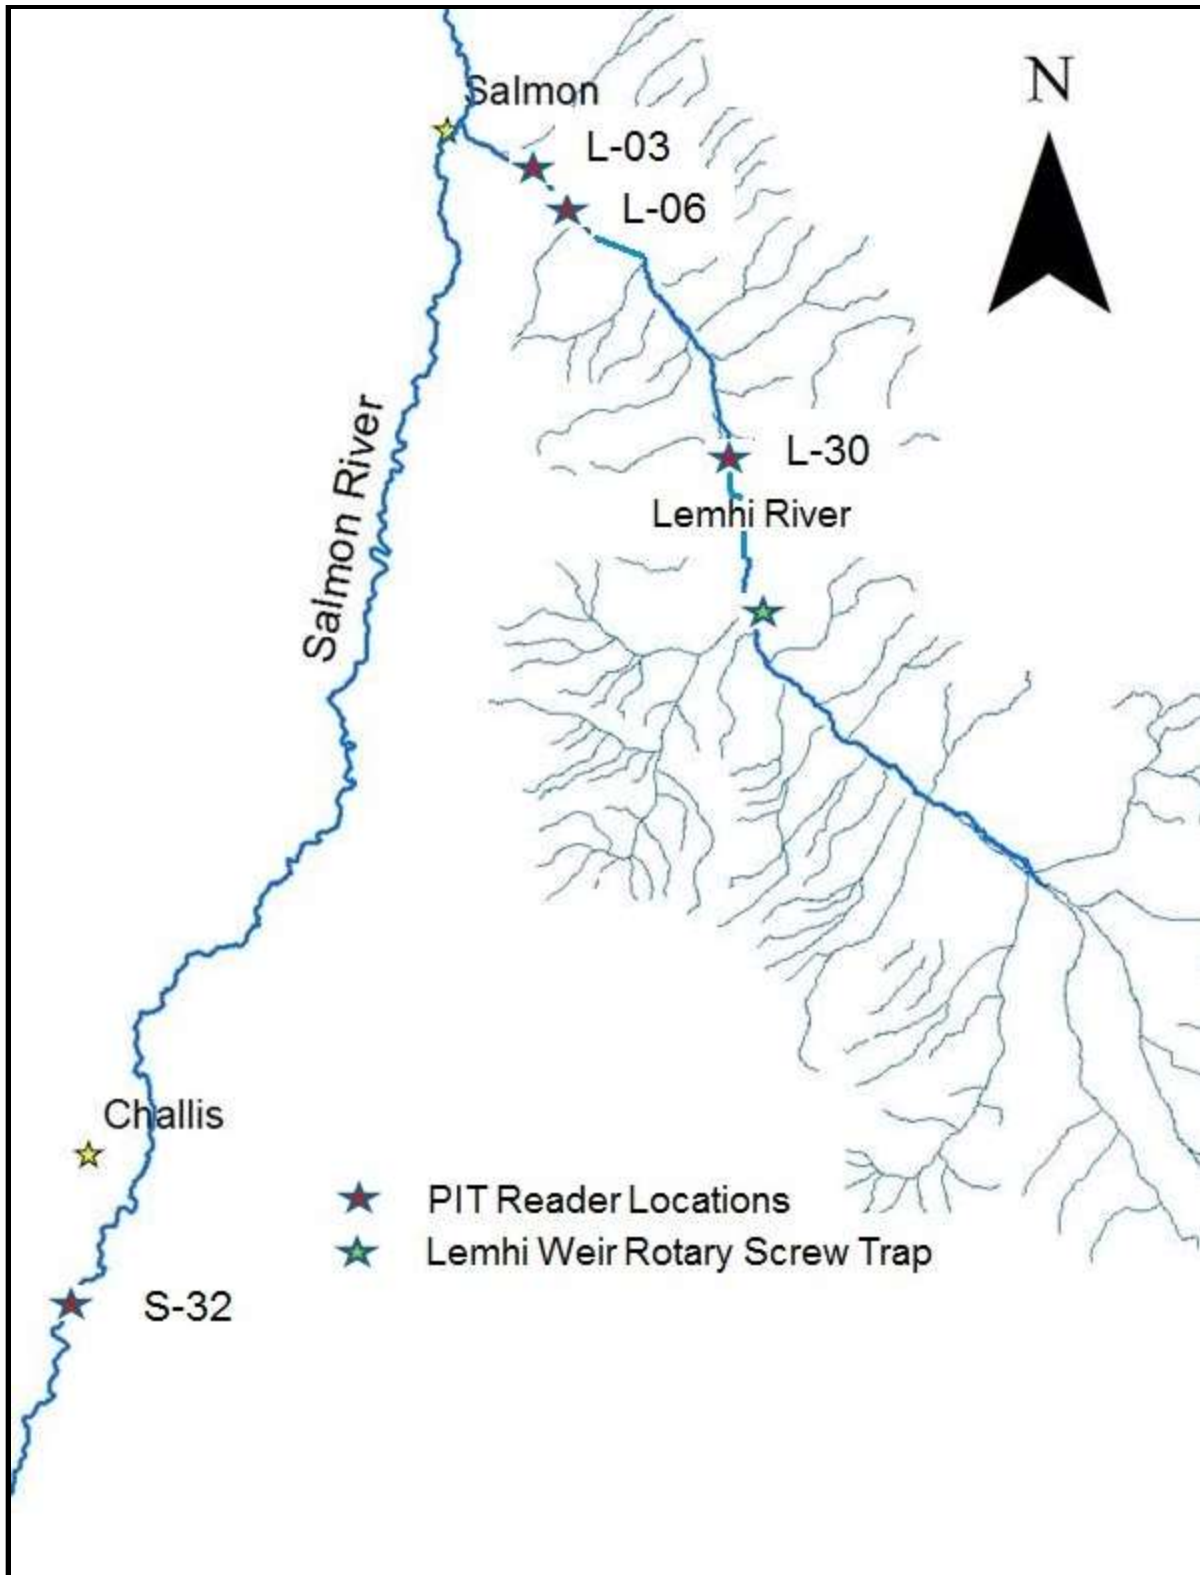 N
Salmon
L-03
L-06
Salmon River
L-30
Lemhi River
Challis
PIT Reader Locations
Lemhi Weir Rotary Screw Trap
S-32